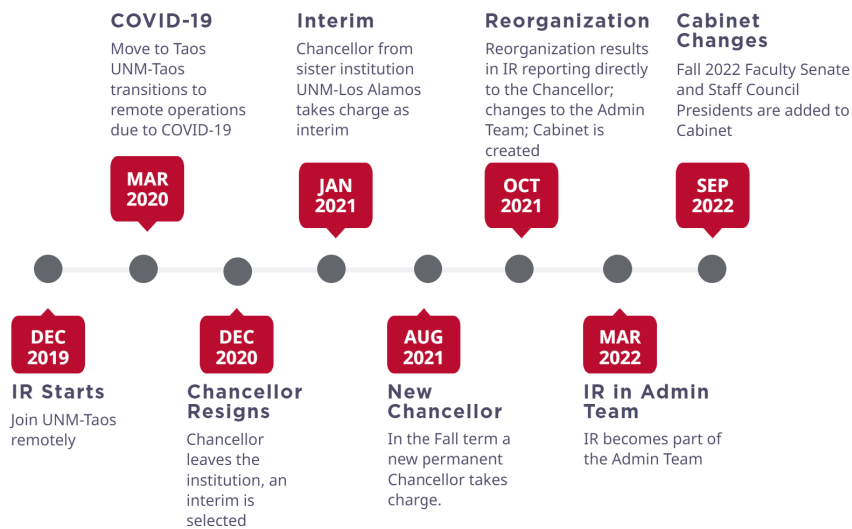 COVID-19
Move to Taos
UNM-Taos
transitions to
remote operations
due to COVID-19
MAR
2020
Interim
Chancellor from
sister institution
UNM-Los Alamos
takes charge as
interim
JAN
2021
Reorganization
Reorganization results
in IR reporting directly
to the Chancellor;
changes to the Admin
Team; Cabinet is
created
OCT
2021
Cabinet
Changes
Fall 2022 Faculty Senate
and Staff Council
Presidents are added to
Cabinet
SEP
2022
DEC
2019
IR Starts
Join UNM-Taos
remotely
DEC
2020
Chancellor
Resigns
Chancellor
leaves the
institution, an
interim is
selected
AUG
2021
New
Chancellor
In the Fall term a
new permanent
Chancellor takes
charge.
MAR
2022
IR in Admin
Team
IR becomes part of
the Admin Team